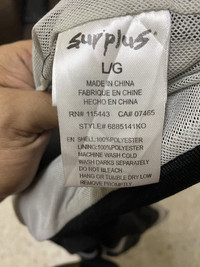 surplus
L/G
MADE IN CHINA
FABRIQUE EN CHINE
HECHO EN CHINA
RN# 115443 CA# 07465
STYLE# 6885141KO
EN SHELL:100%POLYESTER
LINING:100%POLYESTER
MACHINE WASH COLD
WASH DARKS SEPARATELY
DO NOT BLEACH.
HANG OR TUMBLE DRY LOW
REMOVE PROMPTLY